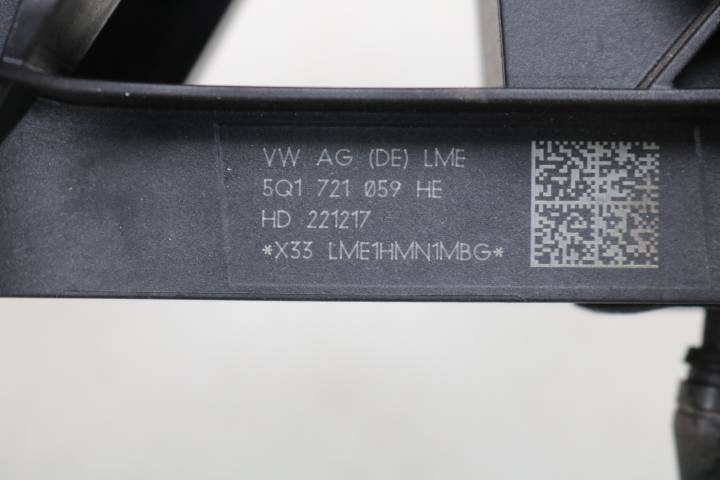 VW AG (DE) LME
5Q1 721 059 HE
HD 221217
*X33 LME1HMN1MBG*